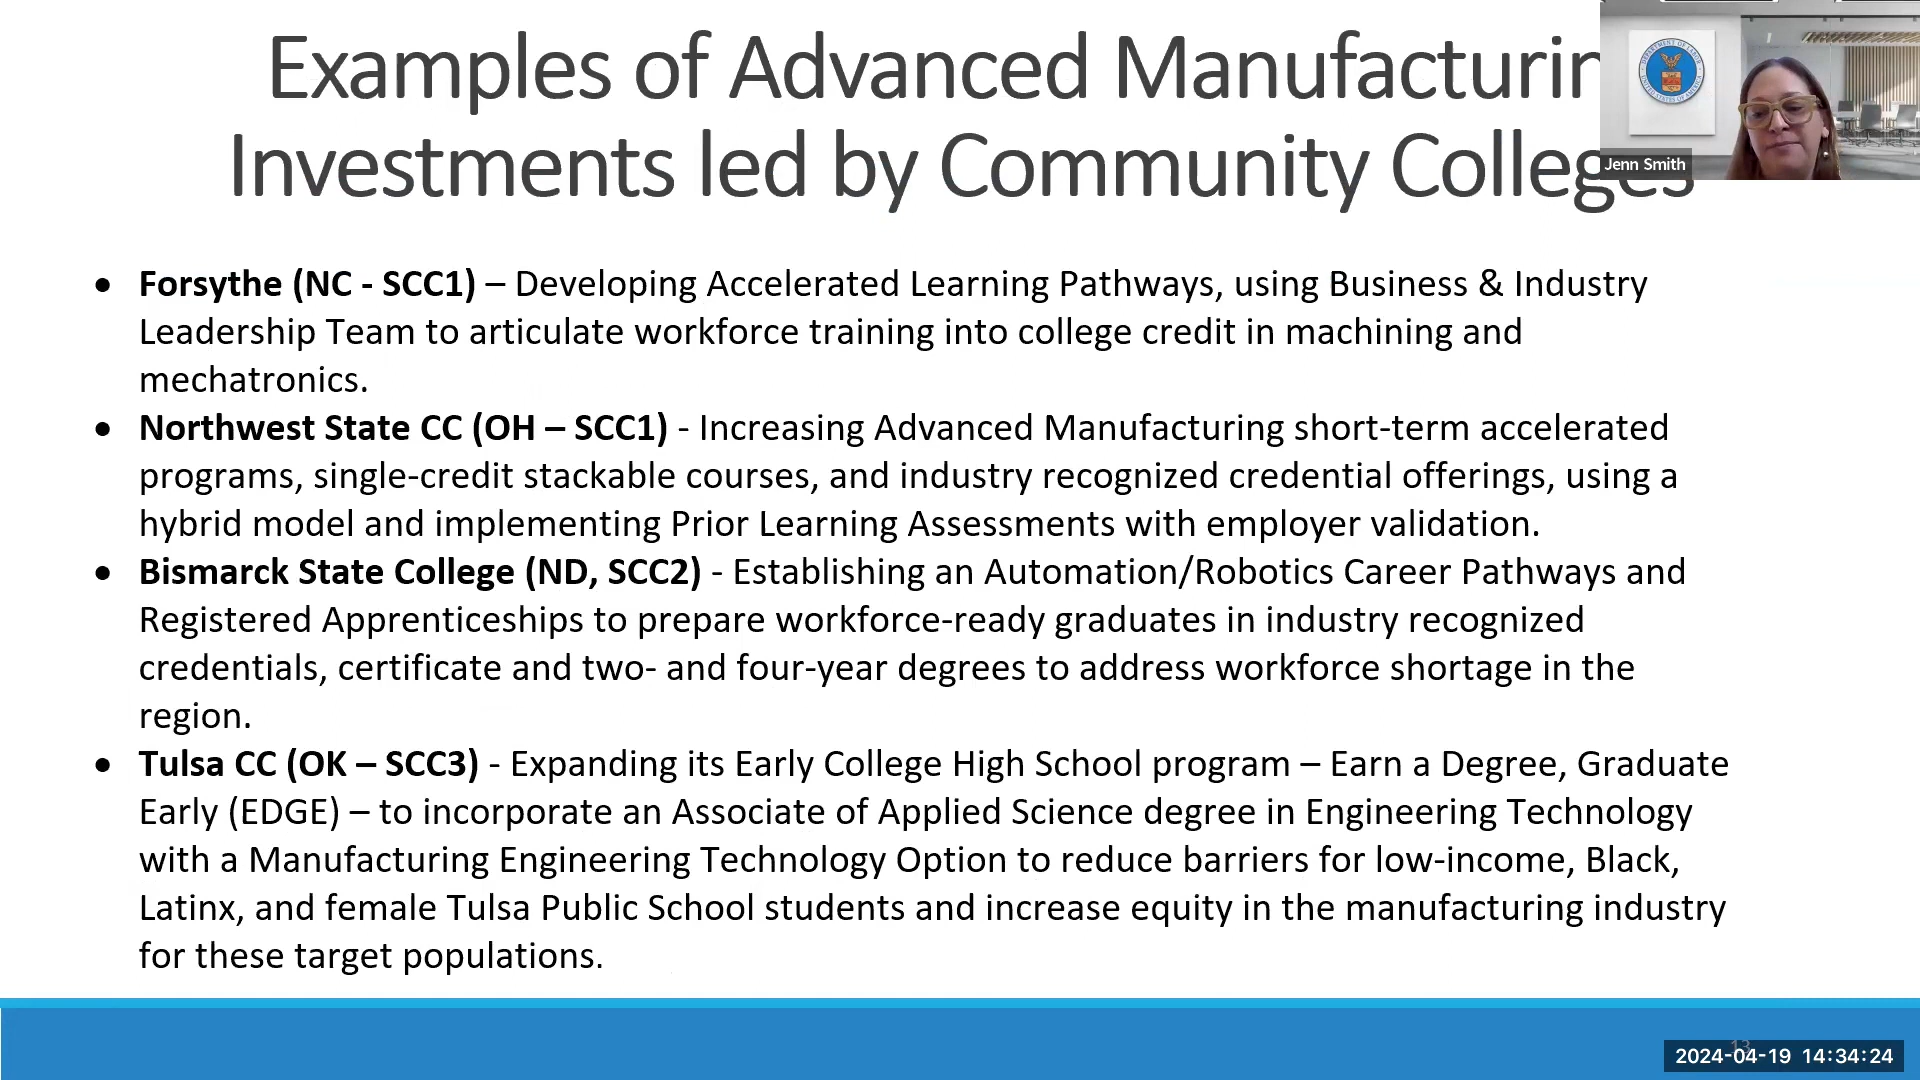 Examples of Advanced Manufacturin
Investments led by Community Colleges
Jenn Smith
• Forsythe (NC - SCC1) – Developing Accelerated Learning Pathways, using Business & Industry
Leadership Team to articulate workforce training into college credit in machining and
mechatronics.
• Northwest State CC (OH – SCC1) - Increasing Advanced Manufacturing short-term accelerated
programs, single-credit stackable courses, and industry recognized credential offerings, using a
hybrid model and implementing Prior Learning Assessments with employer validation.
• Bismarck State College (ND, SCC2) - Establishing an Automation/Robotics Career Pathways and
Registered Apprenticeships to prepare workforce-ready graduates in industry recognized
credentials, certificate and two- and four-year degrees to address workforce shortage in the
region.
• Tulsa CC (OK – SCC3) - Expanding its Early College High School program – Earn a Degree, Graduate
Early (EDGE) – to incorporate an Associate of Applied Science degree in Engineering Technology
with a Manufacturing Engineering Technology Option to reduce barriers for low-income, Black,
Latinx, and female Tulsa Public School students and increase equity in the manufacturing industry
for these target populations.
13
2024-04-19 14:34:24